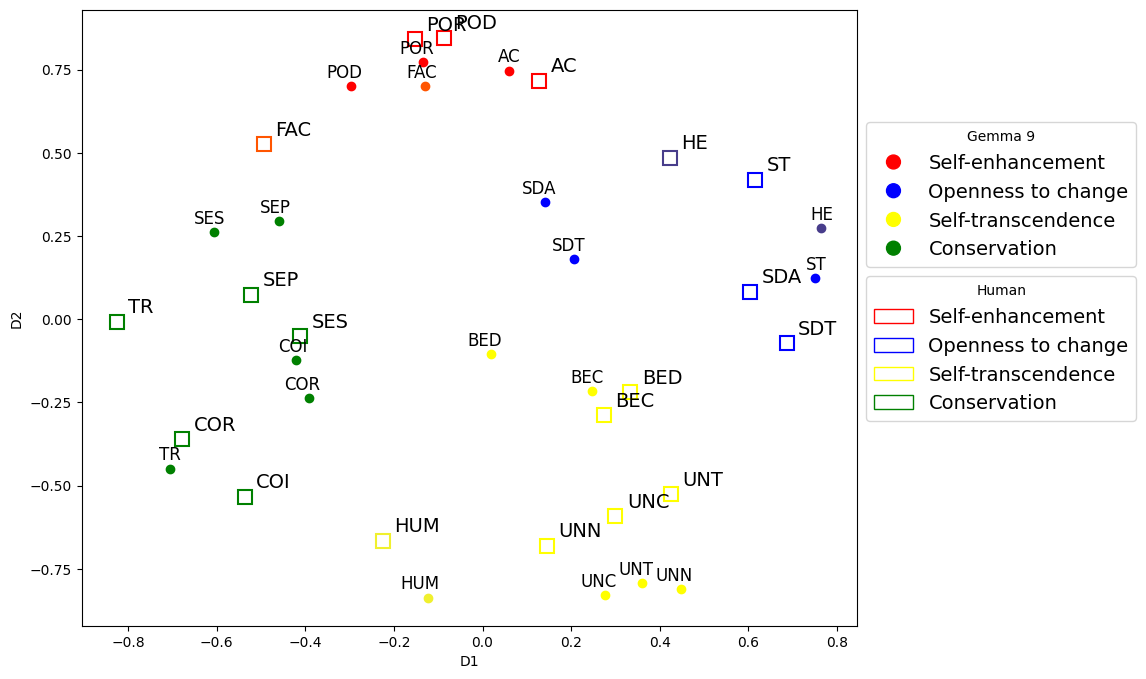 POR
POD
POR
AC
AC
POD
FAC
0.75
FAC
HE
ST
0.50
SDA
SEP
SES
HE
SDT
0.25
ST
SEP
SDA
TR
SES
SDT
0.00
COI
BED
COR
BEC
BED
BEC
−0.25
COR
TR
COI
UNT
−0.50
UNC
HUM
UNN
UNT
UNN
HUM
UNC
−0.75
−0.8
−0.6
−0.4
−0.2
0.0
0.2
0.4
0.6
0.8
D1
D2
Gemma 9
Self-enhancement
Openness to change
Self-transcendence
Conservation
Human
Self-enhancement
Openness to change
Self-transcendence
Conservation